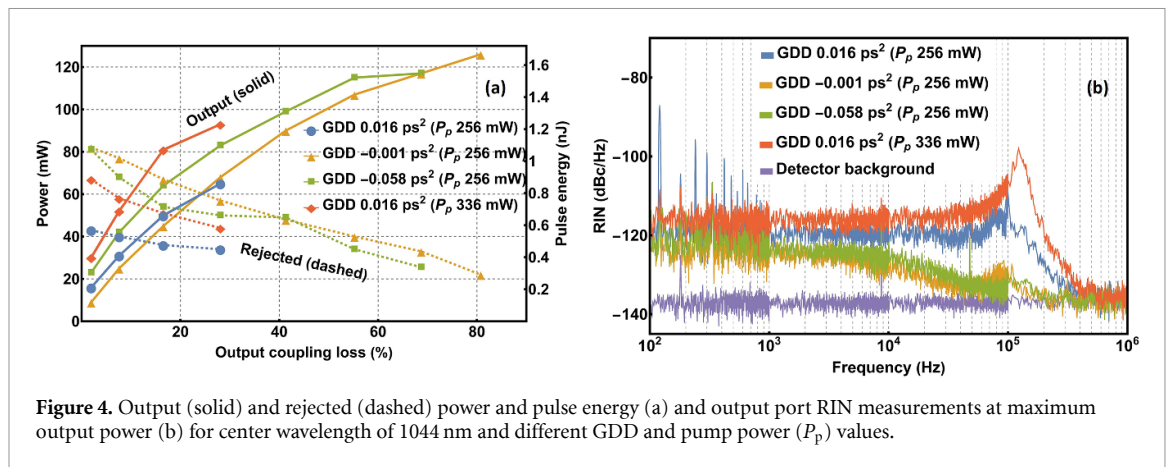 (a)
Output (solid)
GDD 0.016 ps² (Pp 256 mW)
GDD −0.001 ps² (Pp 256 mW)
GDD −0.058 ps² (Pp 256 mW)
GDD 0.016 ps² (Pp 336 mW)
Rejected (dashed)
Power (mW)
120
100
80
60
40
20
0
Pulse energy (nJ)
1.6
1.4
1.2
1
0.8
0.6
0.4
0.2
20 40 60 80
Output coupling loss (%)
(b)
GDD 0.016 ps² (Pp 256 mW)
GDD −0.001 ps² (Pp 256 mW)
GDD −0.058 ps² (Pp 256 mW)
GDD 0.016 ps² (Pp 336 mW)
Detector background
RIN (dBc/Hz)
−80
−100
−120
−140
10² 10³ 10⁴ 10⁵ 10⁶
Frequency (Hz)
Figure 4. Output (solid) and rejected (dashed) power and pulse energy (a) and output port RIN measurements at maximum
output power (b) for center wavelength of 1044 nm and different GDD and pump power (Pp) values.